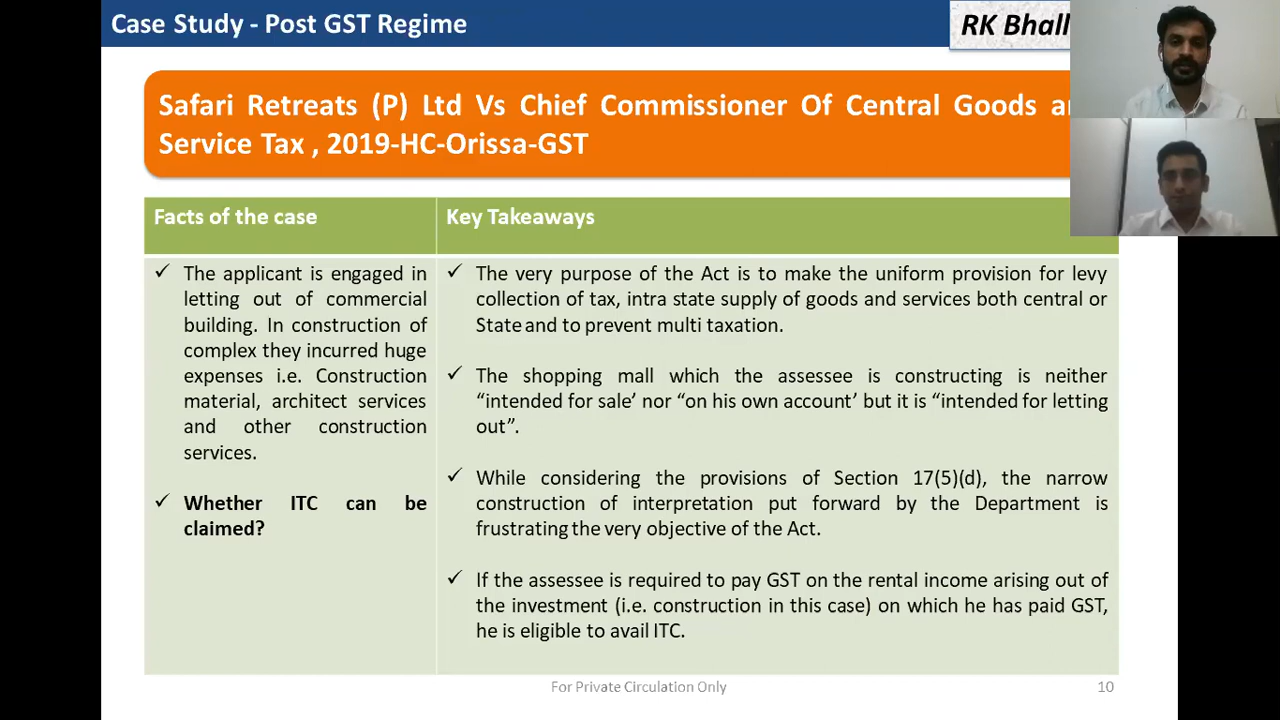 Case Study - Post GST Regime
RK Bhall
Safari Retreats (P) Ltd Vs Chief Commissioner Of Central Goods
Service Tax , 2019-HC-Orissa-GST
Facts of the case
The applicant is engaged in
letting out of commercial
building. In construction of
complex they incurred huge
expenses i.e. Construction
material, architect services
and other construction
services.
Whether ITC can be
claimed?
Key Takeaways
The very purpose of the Act is to make the uniform provision for levy
collection of tax, intra state supply of goods and services both central or
State and to prevent multi taxation.
The shopping mall which the assessee is constructing is neither
“intended for sale’ nor “on his own account’ but it is “intended for letting
out”.
While considering the provisions of Section 17(5)(d), the narrow
construction of interpretation put forward by the Department is
frustrating the very objective of the Act.
If the assessee is required to pay GST on the rental income arising out of
the investment (i.e. construction in this case) on which he has paid GST,
he is eligible to avail ITC.
For Private Circulation Only
10